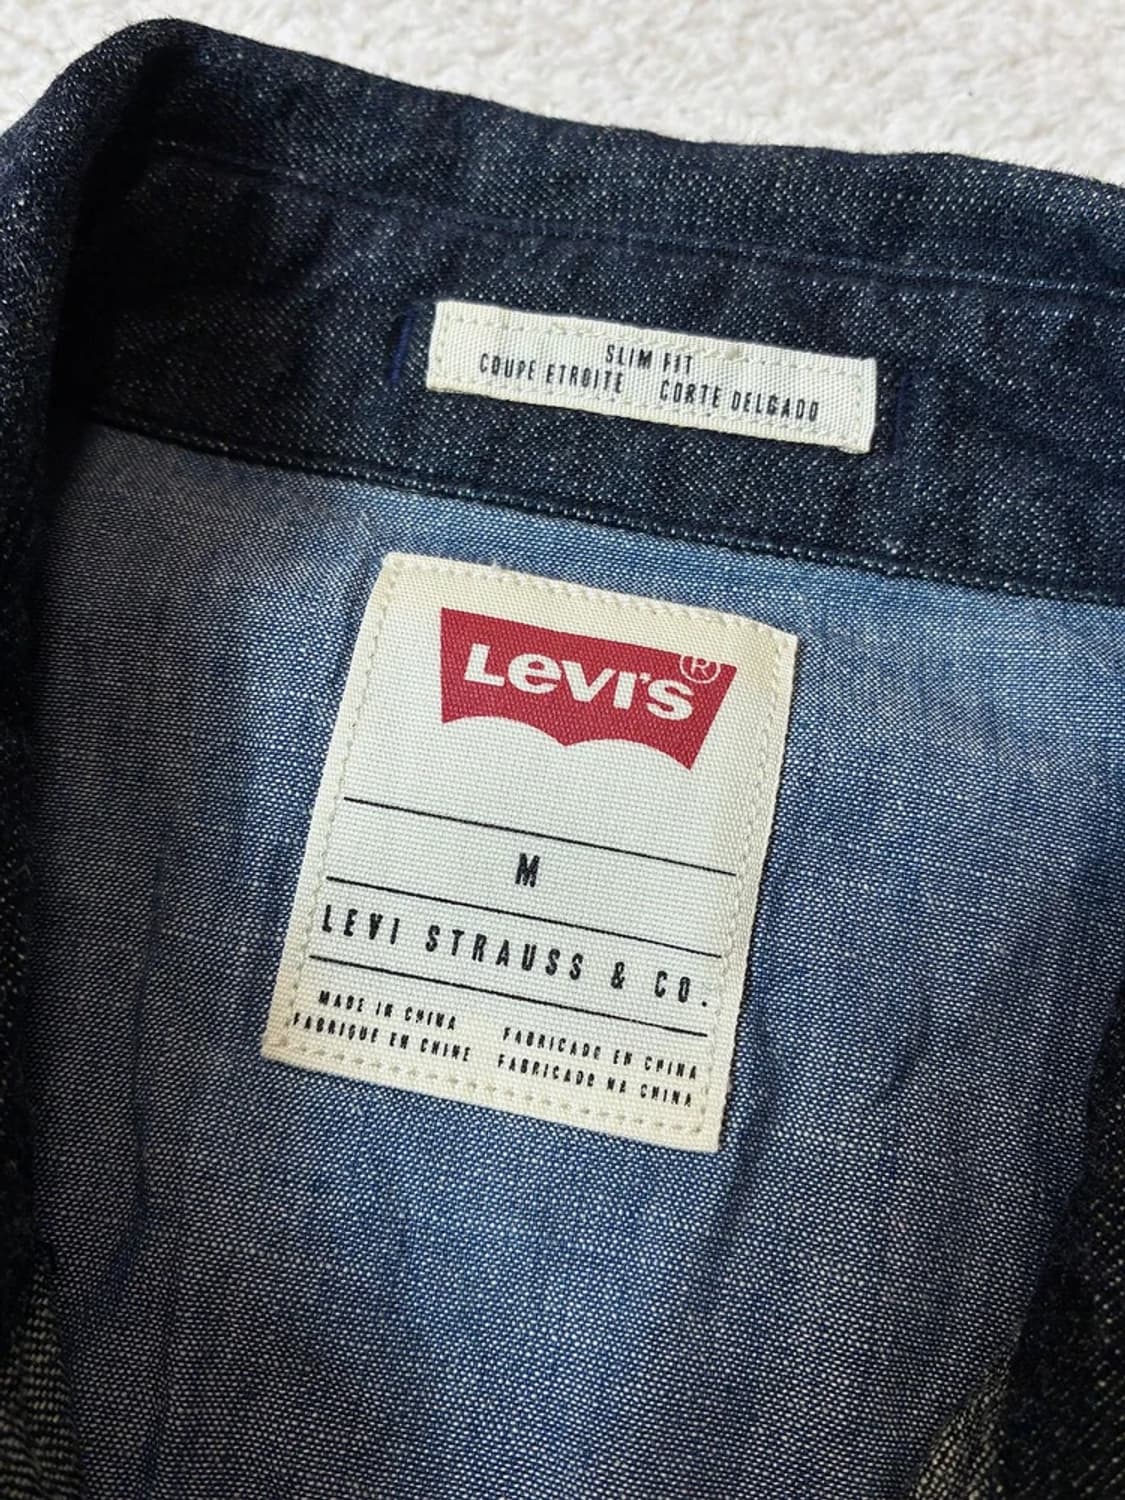 SLIM FIT
COUPE ETROITE CORTE DELGADO
Levi's®
M
LEVI STRAUSS & CO.
MADE IN CHINA FABRICADO EN CHINA
FABRIQUE EN CHINE FABRICADO NA CHINA